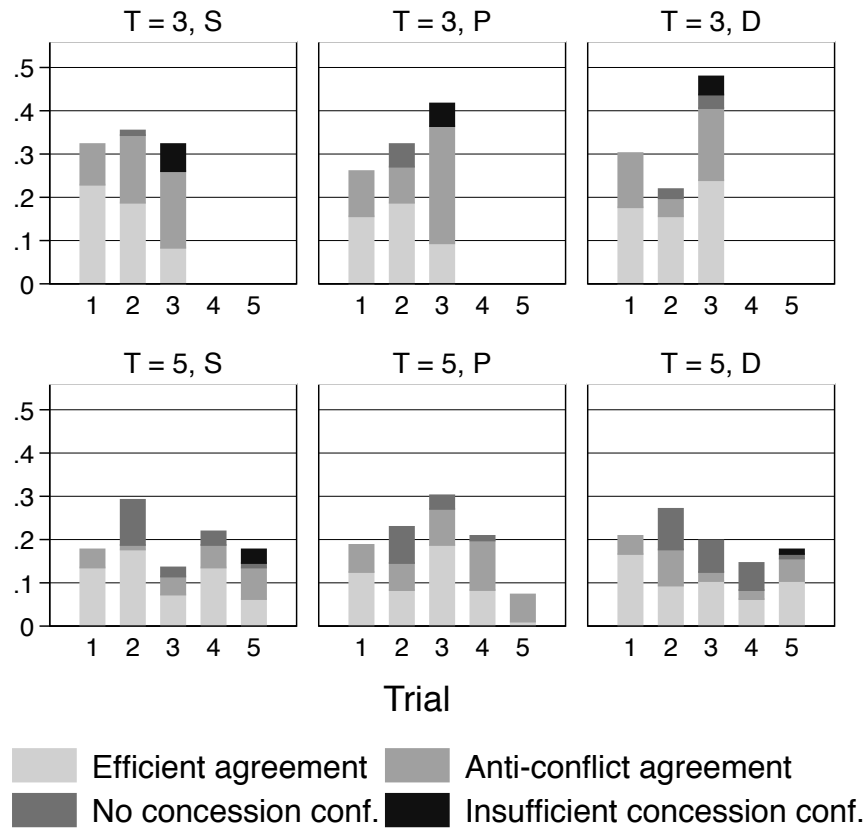 T = 3, S T = 3, P T = 3, D
.5
.4
.3
.2
.1
0
1 2 3 4 5 1 2 3 4 5 1 2 3 4 5
T = 5, S T = 5, P T = 5, D
.5
.4
.3
.2
.1
0
1 2 3 4 5 1 2 3 4 5 1 2 3 4 5
Trial
Efficient agreement Anti-conflict agreement
No concession conf. Insufficient concession conf.